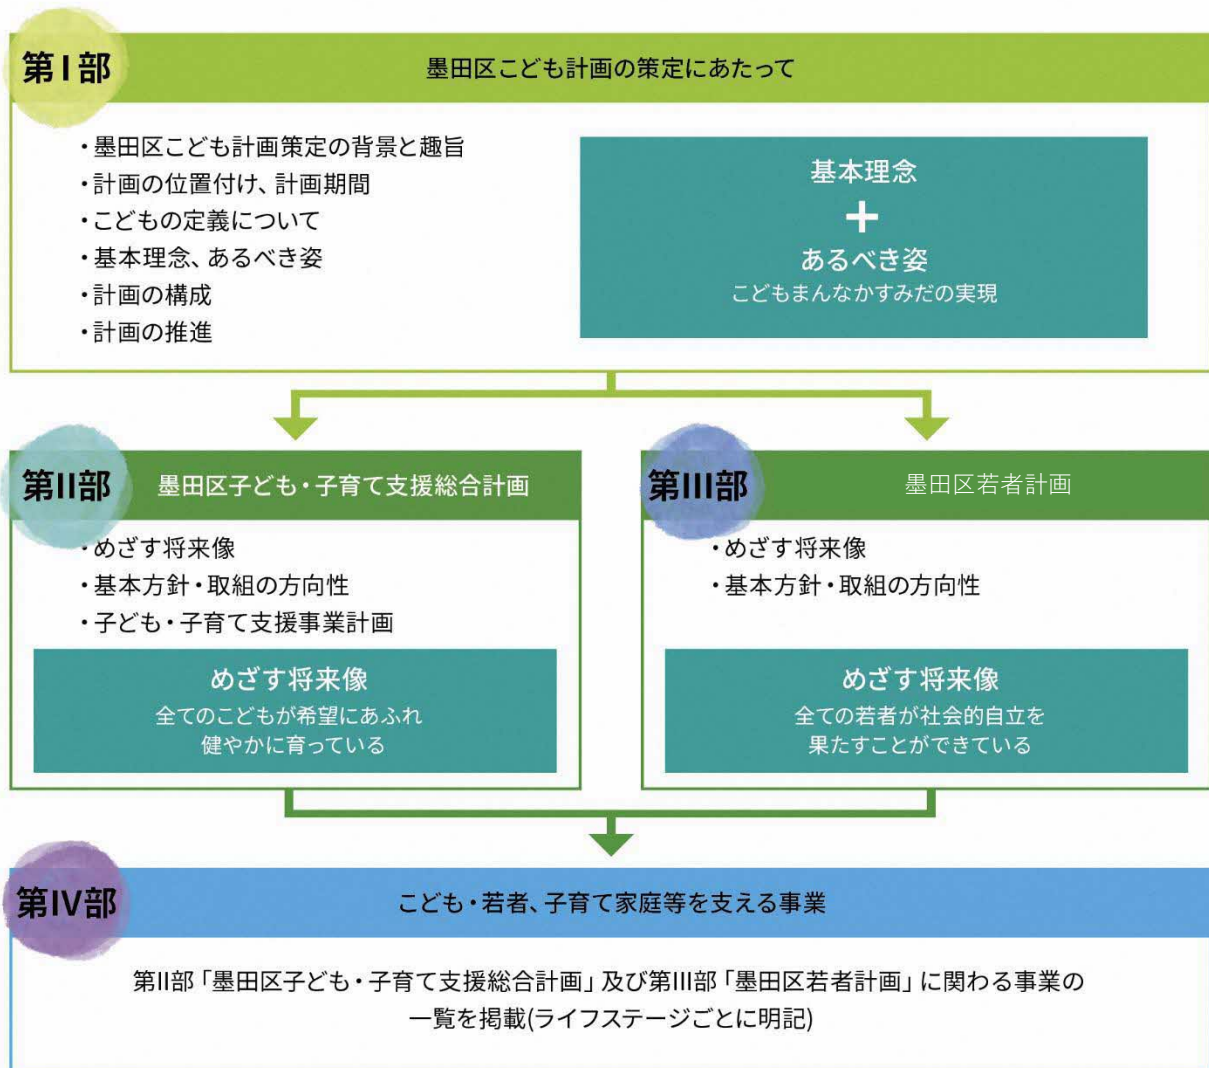 第I部
墨田区こども計画の策定にあたって
・墨田区こども計画策定の背景と趣旨
・計画の位置付け、計画期間
・こどもの定義について
・基本理念、あるべき姿
・計画の構成
・計画の推進
基本理念
+
あるべき姿
こどもまんなかすみだの実現
第II部
墨田区子ども・子育て支援総合計画
・めざす将来像
・基本方針・取組の方向性
・子ども・子育て支援事業計画
めざす将来像
全てのこどもが希望にあふれ
健やかに育っている
第III部
墨田区若者計画
・めざす将来像
・基本方針・取組の方向性
めざす将来像
全ての若者が社会的自立を
果たすことができている
第IV部
こども・若者、子育て家庭等を支える事業
第II部「墨田区子ども・子育て支援総合計画」及び第III部「墨田区若者計画」に関わる事業の
一覧を掲載(ライフステージごとに明記)